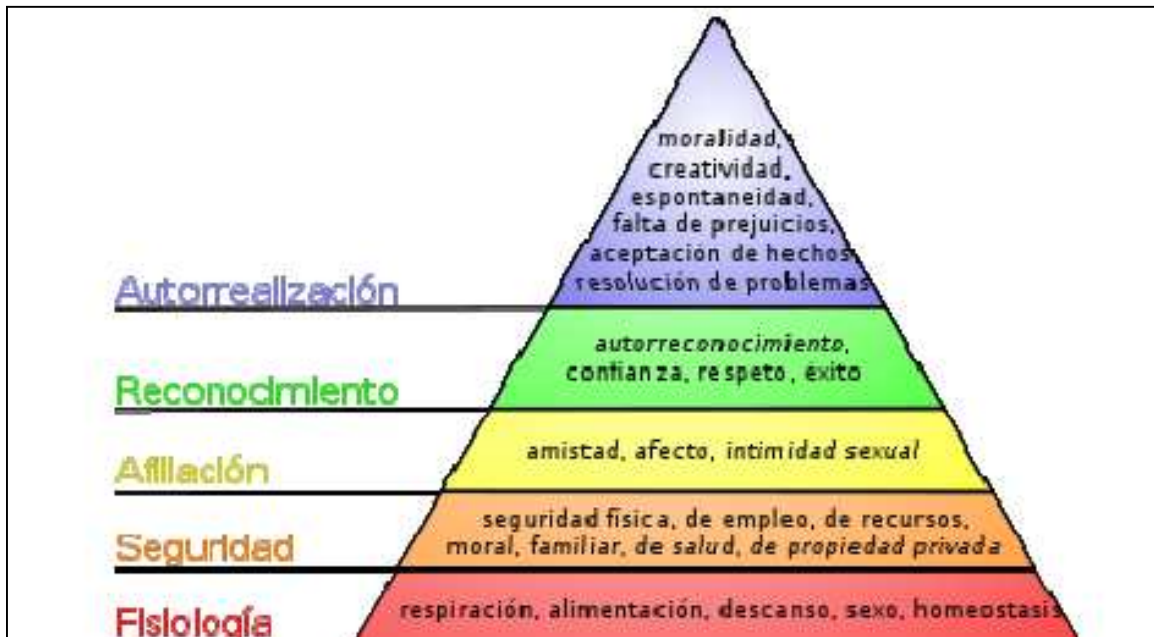 moralidad,
creatividad,
espontaneidad,
falta de prejuicios,
aceptación de hechos,
resolución de problemas
Autorrealización
autorreconocimiento,
confianza, respeto, éxito
Reconocimiento
amistad, afecto, intimidad sexual
Afiliación
seguridad física, de empleo, de recursos,
moral, familiar, de salud, de propiedad privada
Seguridad
respiración, alimentación, descanso, sexo, homeostasis
Fisiología